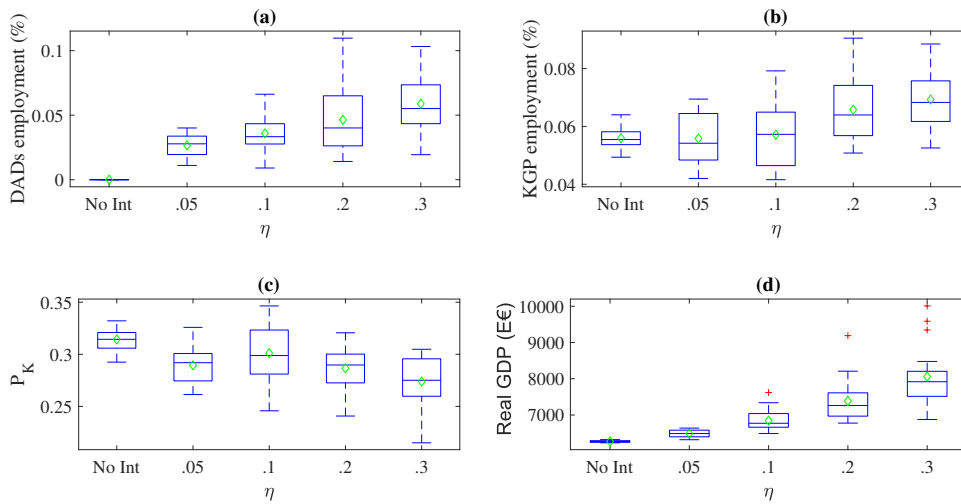 (a)
DADs employment (%)
0.1
0.05
0
No Int .05 .1 .2 .3
η
(b)
KGP employment (%)
0.08
0.06
0.04
No Int .05 .1 .2 .3
η
(c)
P_K
0.35
0.3
0.25
No Int .05 .1 .2 .3
η
(d)
Real GDP (E€)
10000
9000
8000
7000
No Int .05 .1 .2 .3
η